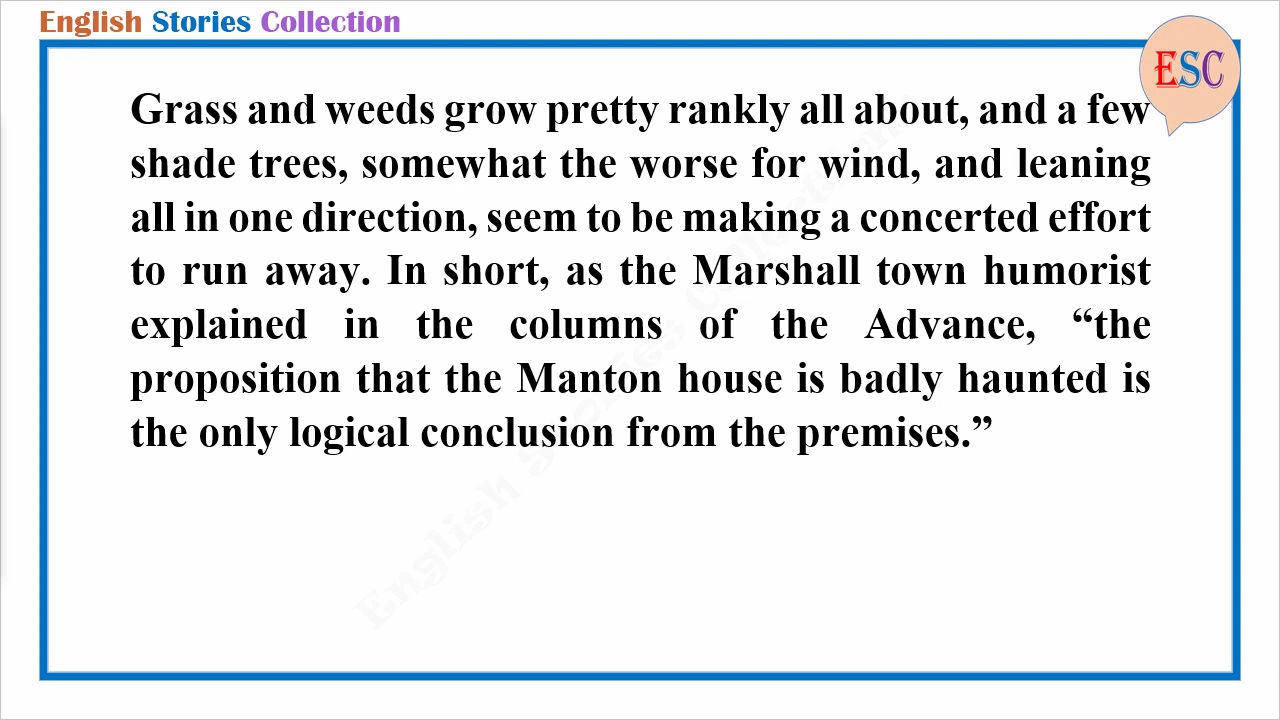 English Stories Collection
ESC
Grass and weeds grow pretty rankly all about, and a few
shade trees, somewhat the worse for wind, and leaning
all in one direction, seem to be making a concerted effort
to run away. In short, as the Marshall town humorist
explained in the columns of the Advance, “the
proposition that the Manton house is badly haunted is
the only logical conclusion from the premises.”
English Stories Collection